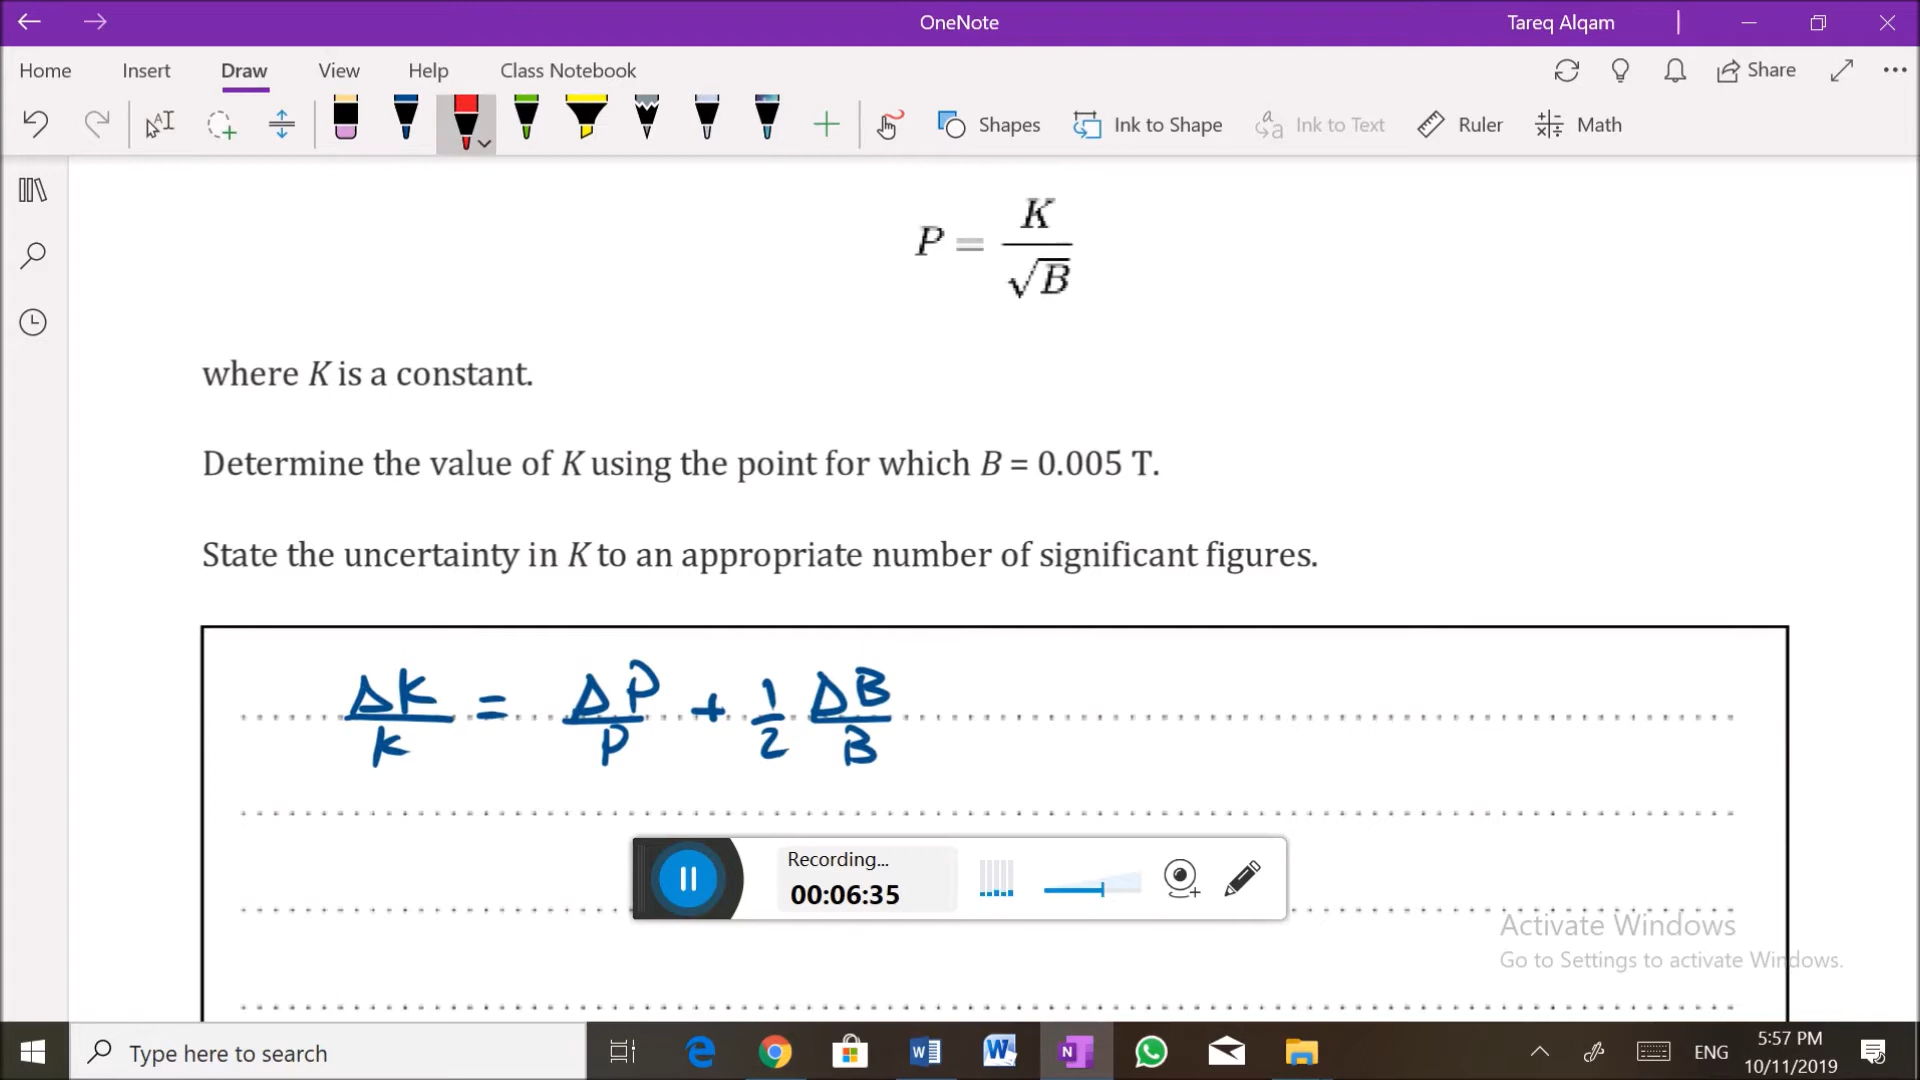 OneNote
Tareq Alqam
Home Insert Draw View Help Class Notebook Share
Shapes Ink to Shape Ink to Text Ruler Math
P = K / √B
where K is a constant.
Determine the value of K using the point for which B = 0.005 T.
State the uncertainty in K to an appropriate number of significant figures.
ΔK/K = ΔP/P + 1/2 ΔB/B
Recording...
00:06:35
Activate Windows
Go to Settings to activate Windows.
Type here to search
ENG
5:57 PM
10/11/2019